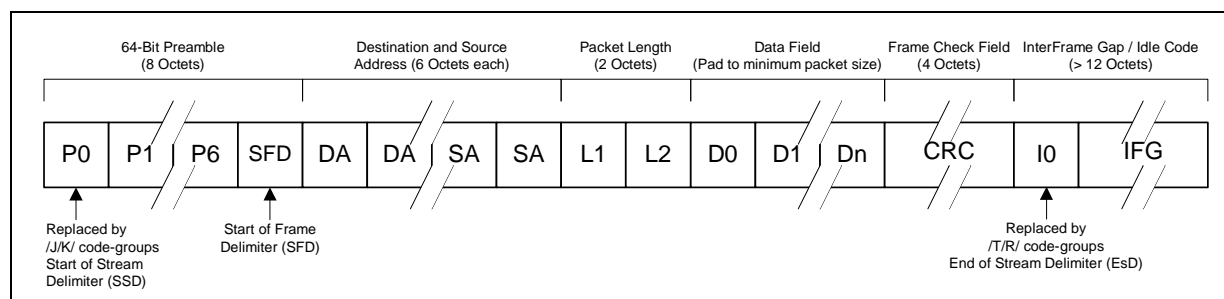 64-Bit Preamble
(8 Octets)
Destination and Source
Address (6 Octets each)
Packet Length
(2 Octets)
Data Field
(Pad to minimum packet size)
Frame Check Field
(4 Octets)
InterFrame Gap / Idle Code
(> 12 Octets)
P0 P1 P6 SFD DA DA SA SA L1 L2 D0 D1 Dn CRC I0 IFG
Replaced by
/J/K/ code-groups
Start of Stream
Delimiter (SSD)
Start of Frame
Delimiter (SFD)
Replaced by
/T/R/ code-groups
End of Stream Delimiter (EsD)